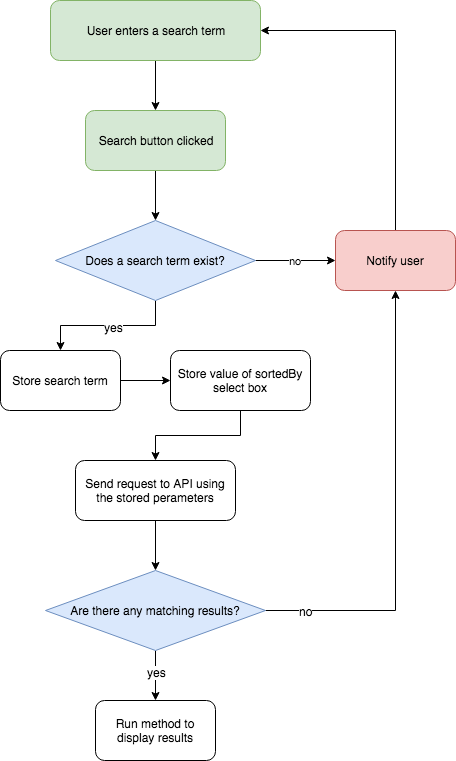 User enters a search term
Search button clicked
Does a search term exist?
no
Notify user
yes
Store search term
Store value of sortedBy
select box
Send request to API using
the stored perameters
Are there any matching results?
no
yes
Run method to
display results